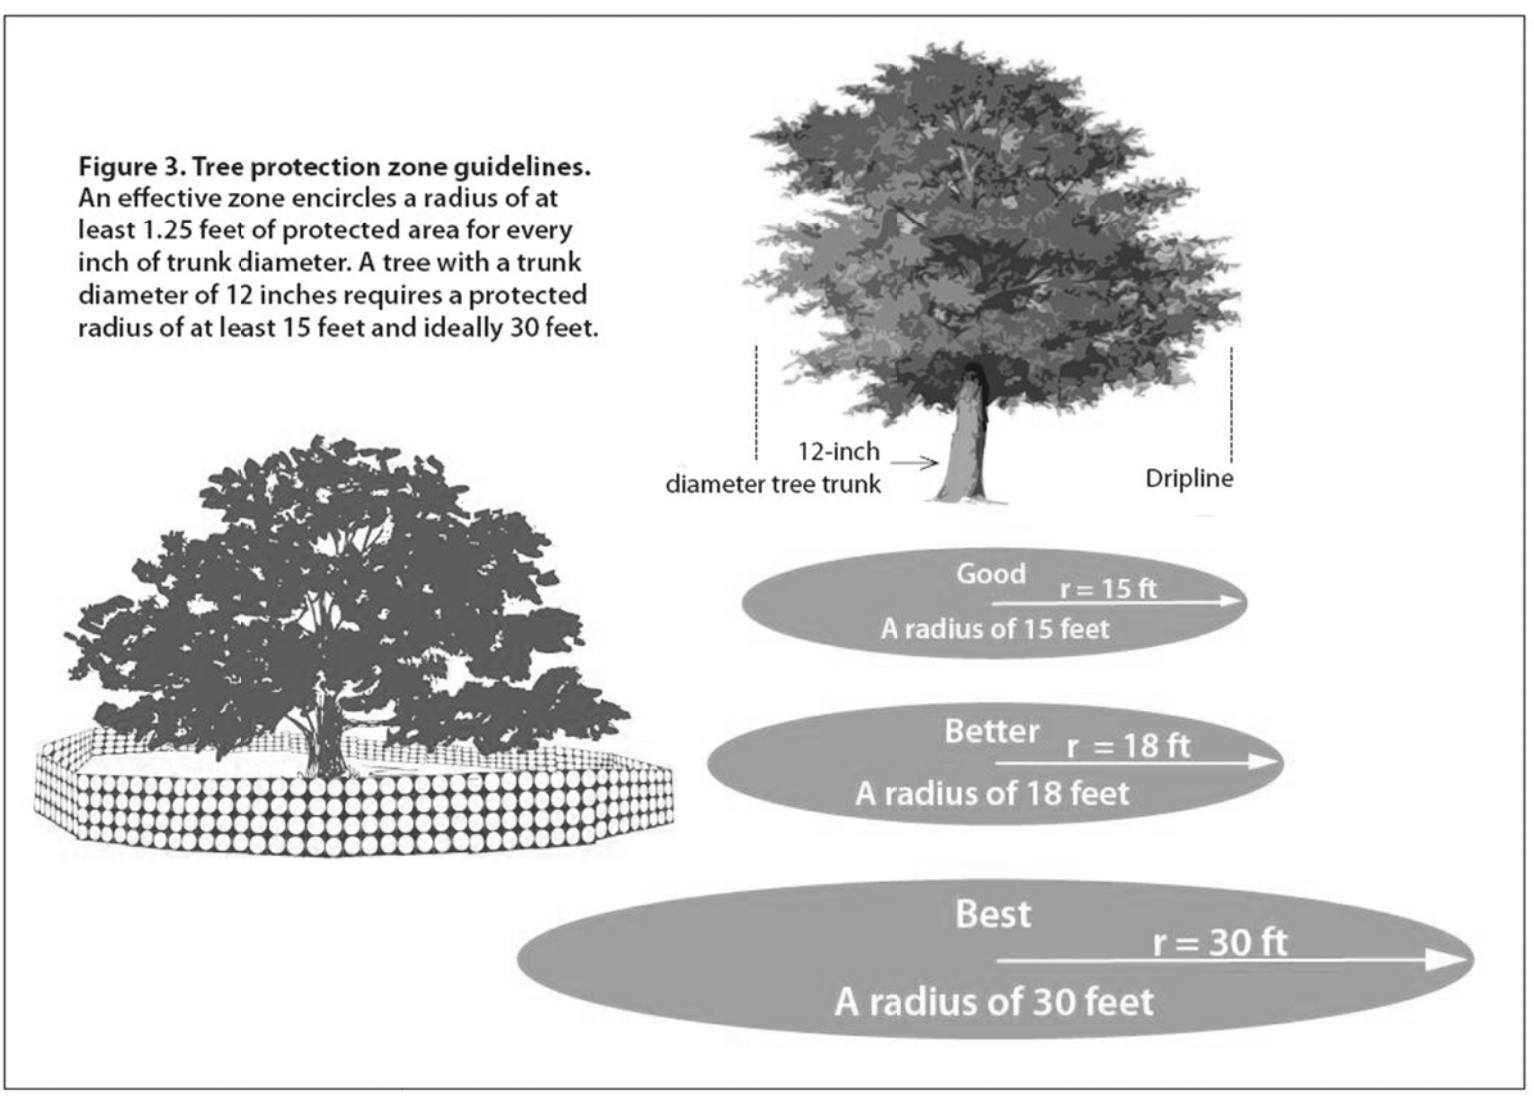 Figure 3. Tree protection zone guidelines.
An effective zone encircles a radius of at
least 1.25 feet of protected area for every
inch of trunk diameter. A tree with a trunk
diameter of 12 inches requires a protected
radius of at least 15 feet and ideally 30 feet.
12-inch
diameter tree trunk
Dripline
Good
r = 15 ft
A radius of 15 feet
Better
r = 18 ft
A radius of 18 feet
Best
r = 30 ft
A radius of 30 feet